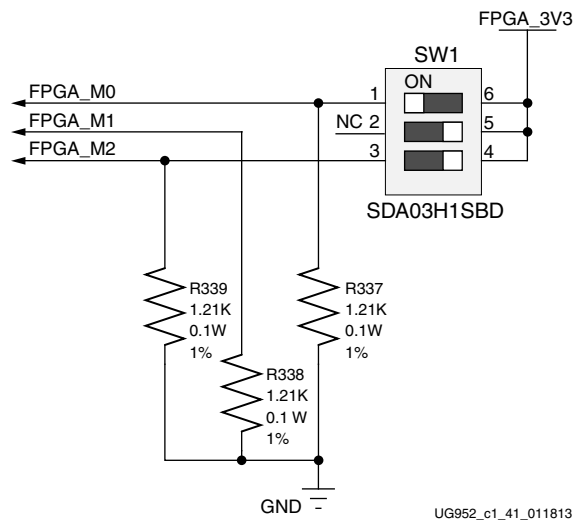 FPGA_3V3
SW1
ON
FPGA_M0
1
6
FPGA_M1
NC 2
5
FPGA_M2
3
4
SDA03H1SBD
R339
1.21K
0.1W
1%
R337
1.21K
0.1W
1%
R338
1.21K
0.1 W
1%
GND
UG952_c1_41_011813